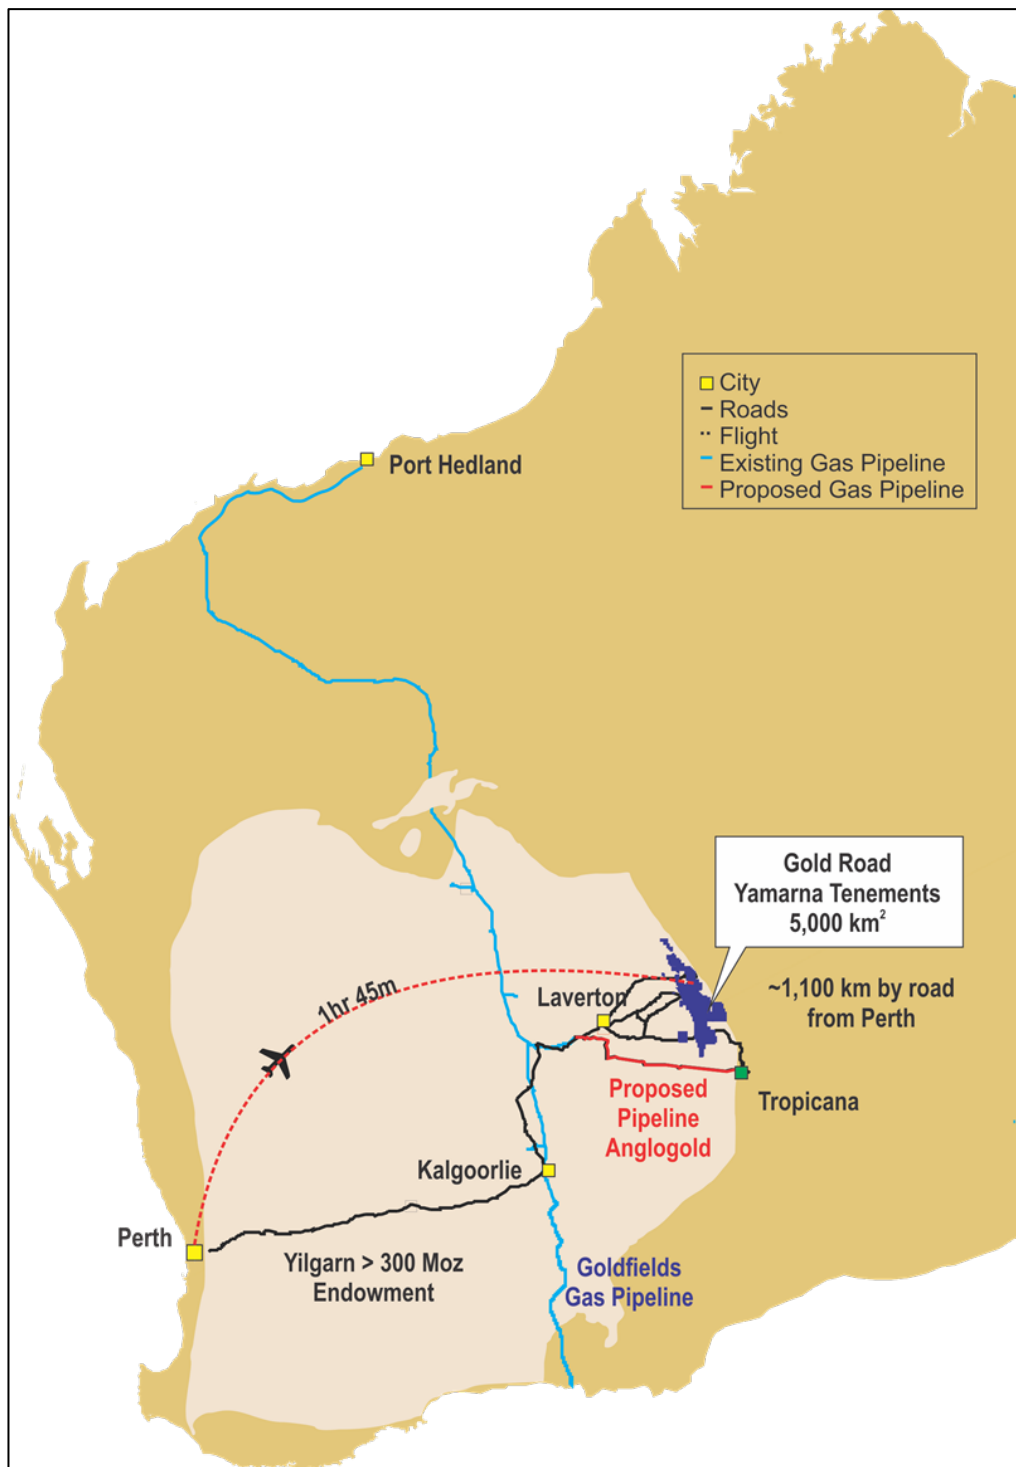 City
Roads
Flight
Existing Gas Pipeline
Proposed Gas Pipeline
Port Hedland
Gold Road
Yamarna Tenements
5,000 km²
~1,100 km by road
from Perth
1hr 45m
Laverton
Proposed
Pipeline
Anglogold
Tropicana
Kalgoorlie
Perth
Yilgarn > 300 Moz
Endowment
Goldfields
Gas Pipeline